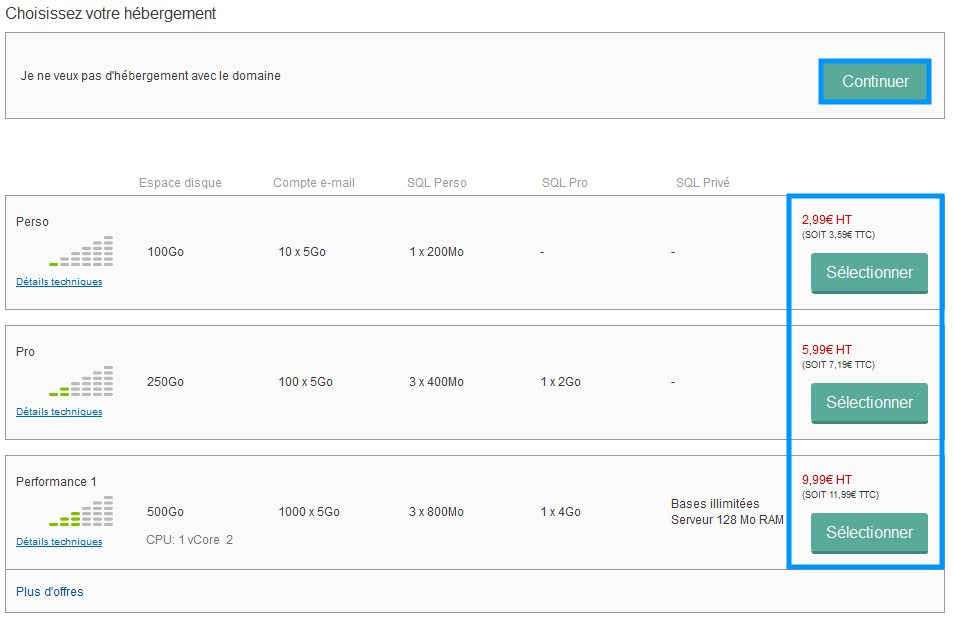 Choisissez votre hébergement
Je ne veux pas d'hébergement avec le domaine
Continuer
Espace disque Compte e-mail SQL Perso SQL Pro SQL Privé
Perso
2,99€ HT
(SOIT 3,59€ TTC)
100Go 10 x 5Go 1 x 200Mo - -
Sélectionner
Détails techniques
Pro
5,99€ HT
(SOIT 7,19€ TTC)
250Go 100 x 5Go 3 x 400Mo 1 x 2Go -
Sélectionner
Détails techniques
Performance 1
9,99€ HT
(SOIT 11,99€ TTC)
500Go 1000 x 5Go 3 x 800Mo 1 x 4Go Bases illimitées
Serveur 128 Mo RAM
Sélectionner
CPU: 1 vCore 2
Détails techniques
Plus d'offres